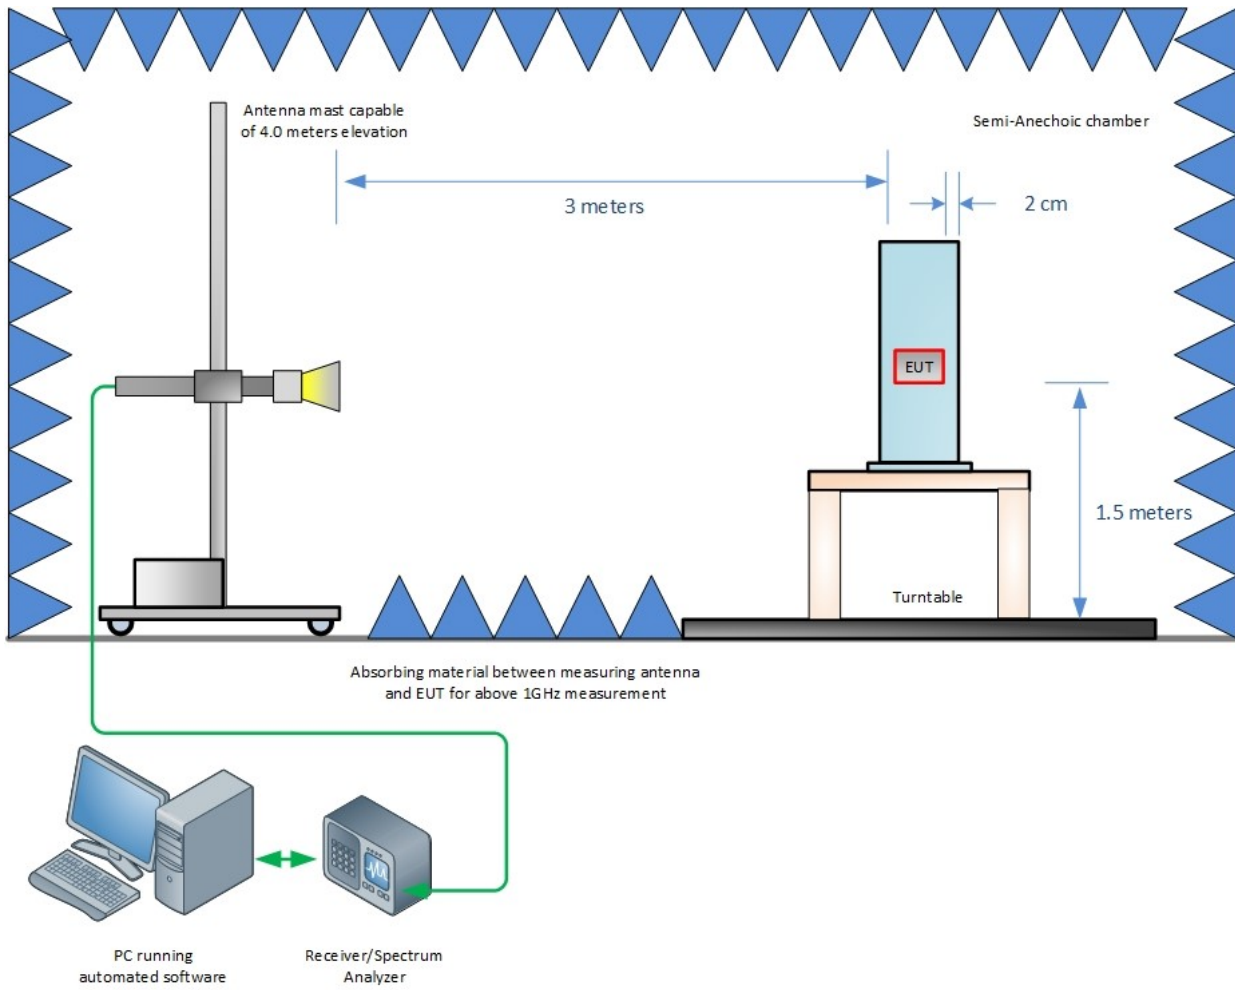 Antenna mast capable
of 4.0 meters elevation
Semi-Anechoic chamber
3 meters
2 cm
EUT
1.5 meters
Turntable
Absorbing material between measuring antenna
and EUT for above 1GHz measurement
PC running
automated software
Receiver/Spectrum
Analyzer